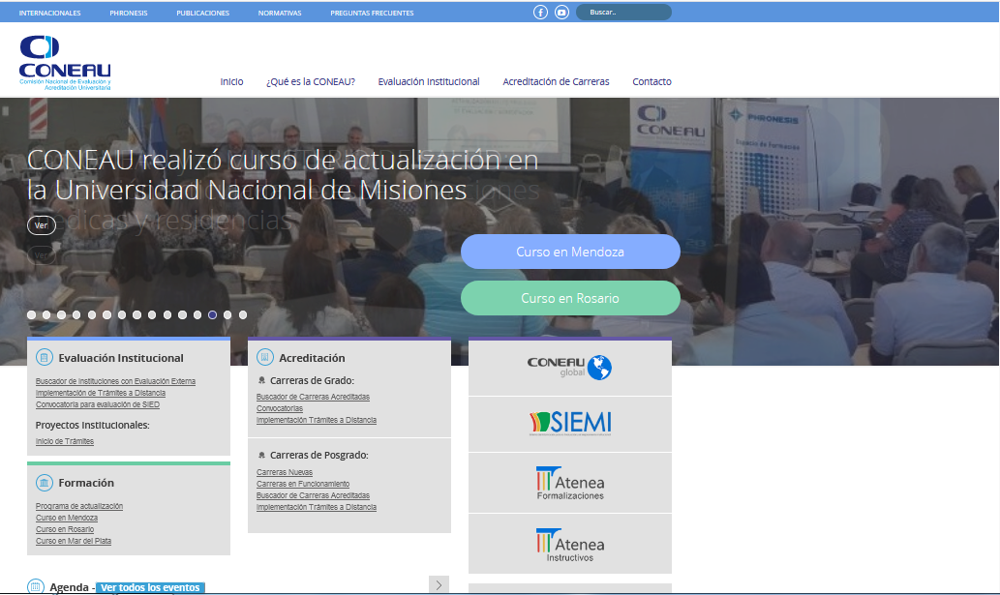 INTERNACIONALES
PHRONESIS
PUBLICACIONES
NORMATIVAS
PREGUNTAS FRECUENTES
Buscar..
CONEAU
Comisión Nacional de Evaluación y
Acreditación Universitaria
Inicio
¿Qué es la CONEAU?
Evaluación Institucional
Acreditación de Carreras
Contacto
CONEAU
PHRONESIS
Espacio de Formación
CONEAU realizó curso de actualización en
la Universidad Nacional de Misiones
Ver
Curso en Mendoza
Curso en Rosario
Evaluación Institucional
Buscador de Instituciones con Evaluación Externa
Implementación de Trámites a Distancia
Convocatoria para evaluación de SIED
Proyectos Institucionales:
Inicio de Trámites
Formación
Programa de actualización
Curso en Mendoza
Curso en Rosario
Curso en Mar del Plata
Acreditación
Carreras de Grado:
Buscador de Carreras Acreditadas
Convocatorias
Implementación Trámites a Distancia
Carreras de Posgrado:
Carreras Nuevas
Carreras en Funcionamiento
Buscador de Carreras Acreditadas
Implementación Trámites a Distancia
CONEAU
global
SIEMI
Atenea
Formalizaciones
Atenea
Instructivos
Agenda - Ver todos los eventos